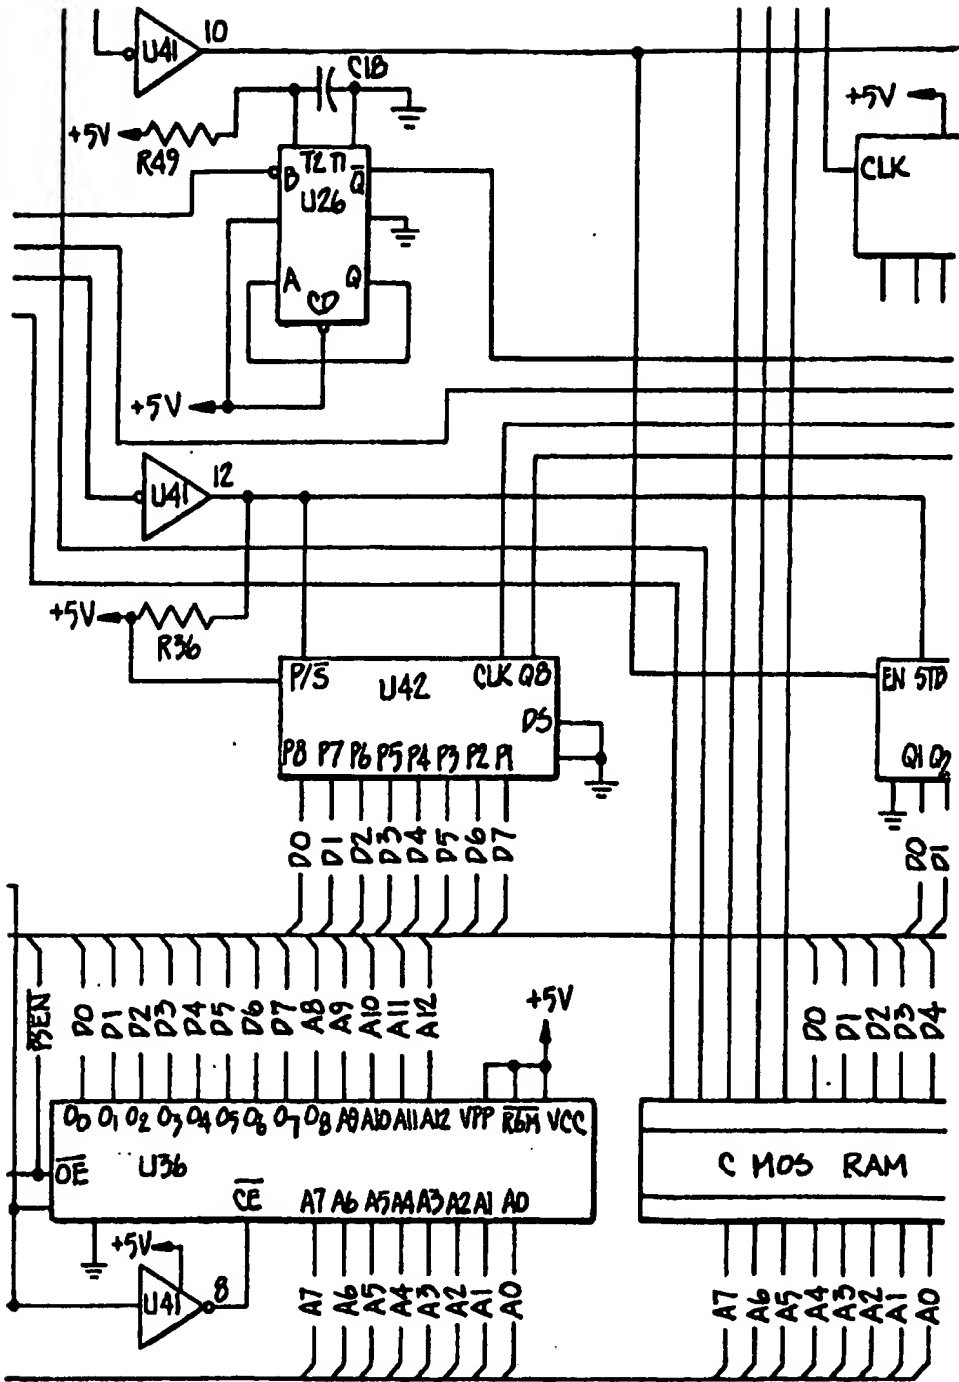 10
U41
C18
+5V
+5V
R49
CLK
T2 T1
B
Q̅
U26
A
Q
CD
+5V
12
U41
+5V
R36
P/S̅
CLK Q8
U42
EN STB
DS
P8 P7 P6 P5 P4 P3 P2 P1
Q1 Q2
D0 D1 D2 D3 D4 D5 D6 D7
D0 D1
P̅S̅E̅N̅ D0 D1 D2 D3 D4 D5 D6 D7 A8 A9 A10 A11 A12
+5V
D0 D1 D2 D3 D4
O0 O1 O2 O3 O4 O5 O6 O7 O8 A9 A10 A11 A12 VPP P̅G̅M̅ VCC
O̅E̅
U36
C MOS RAM
C̅E̅
A7 A6 A5 A4 A3 A2 A1 A0
+5V
8
U41
A7 A6 A5 A4 A3 A2 A1 A0
A7 A6 A5 A4 A3 A2 A1 A0